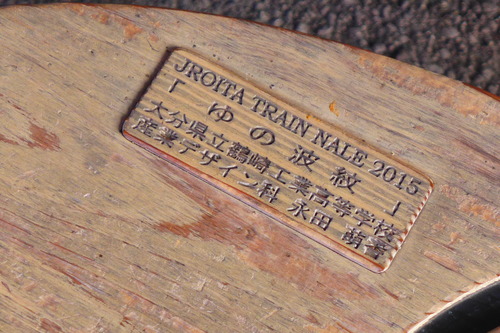 JROITA TRAIN NALE 2015
「ゆの波紋」
大分県立鶴崎工業高等学校
産業デザイン科 永田 萌香